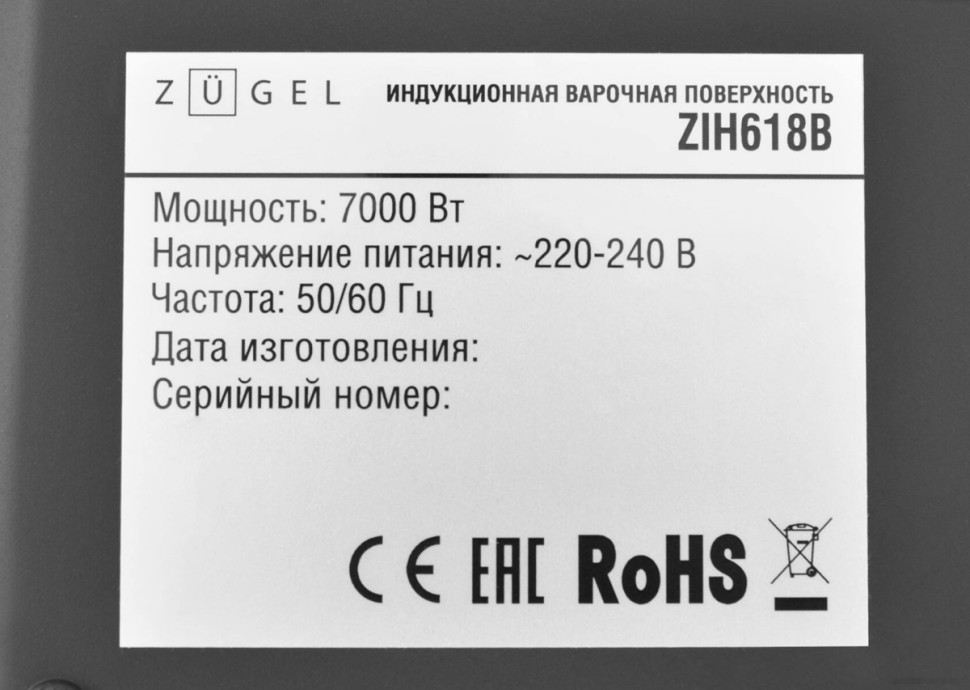 ZÜGEL
ИНДУКЦИОННАЯ ВАРОЧНАЯ ПОВЕРХНОСТЬ
ZIH618B
Мощность: 7000 Вт
Напряжение питания: ~220-240 В
Частота: 50/60 Гц
Дата изготовления:
Серийный номер:
CE EAC RoHS